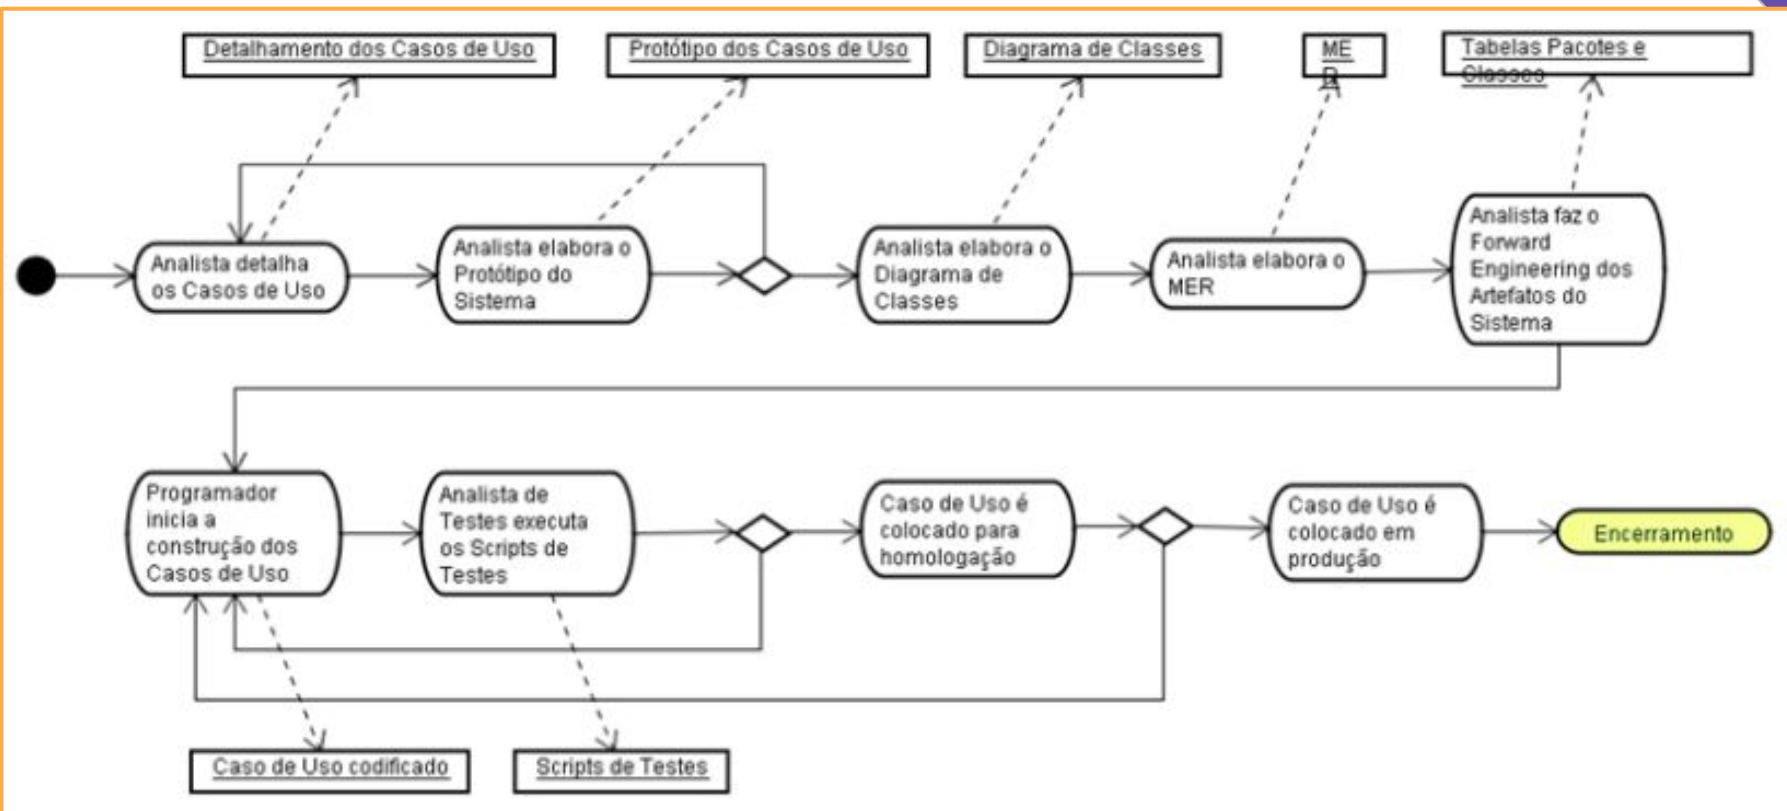 Detalhamento dos Casos de Uso
Protótipo dos Casos de Uso
Diagrama de Classes
ME
R
Tabelas Pacotes e
Classes
Analista detalha
os Casos de Uso
Analista elabora o
Protótipo do
Sistema
Analista elabora o
Diagrama de
Classes
Analista elabora o
MER
Analista faz o
Forward
Engineering dos
Artefatos do
Sistema
Programador
inicia a
construção dos
Casos de Uso
Analista de
Testes executa
os Scripts de
Testes
Caso de Uso é
colocado para
homologação
Caso de Uso é
colocado em
produção
Encerramento
Caso de Uso codificado
Scripts de Testes